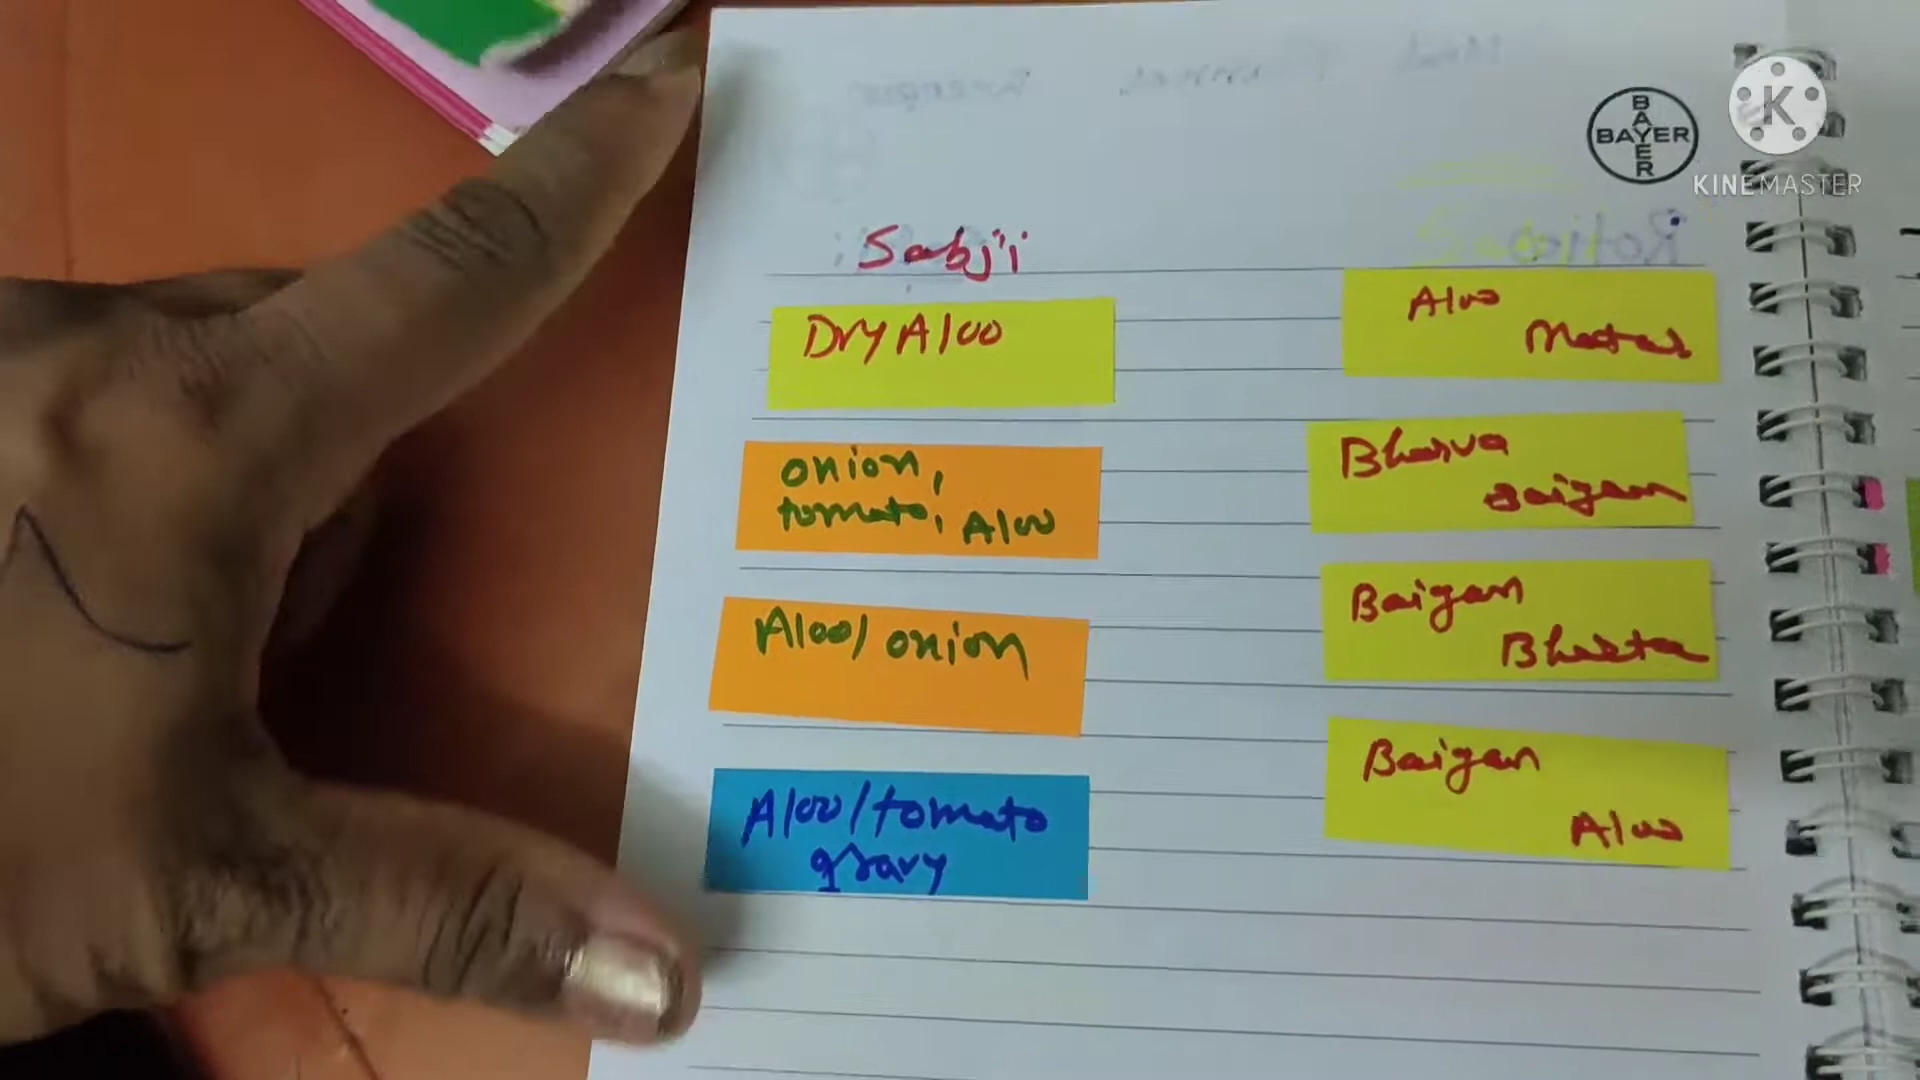 BAYER
BAYER
KINEMASTER
Sabji
Dry Aloo
Aloo
Matar
onion,
tomato, Aloo
Bharva
Baigan
Aloo/onion
Baigan
Bharta
Aloo/tomato
gravy
Baigan
Aloo